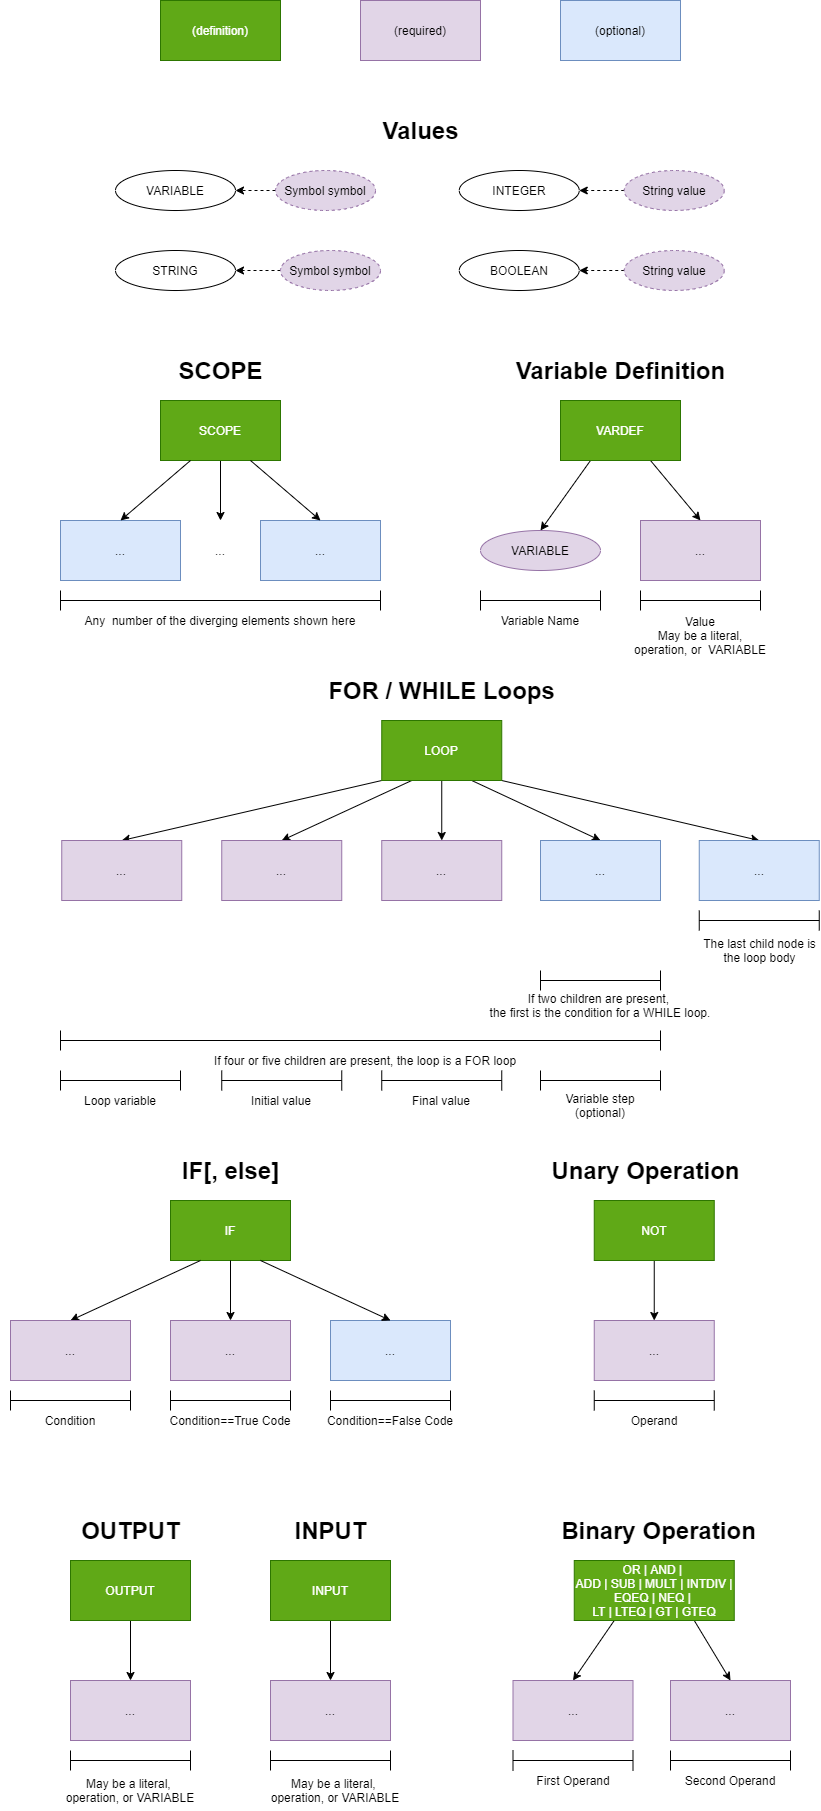 (definition)
(required)
(optional)
Values
VARIABLE
Symbol symbol
INTEGER
String value
STRING
Symbol symbol
BOOLEAN
String value
SCOPE
Variable Definition
SCOPE
VARDEF
...
...
...
VARIABLE
...
Any number of the diverging elements shown here
Variable Name
Value
May be a literal,
operation, or VARIABLE
FOR / WHILE Loops
LOOP
...
...
...
...
...
The last child node is
the loop body
If two children are present,
the first is the condition for a WHILE loop.
If four or five children are present, the loop is a FOR loop
Loop variable
Initial value
Final value
Variable step
(optional)
IF[, else]
Unary Operation
IF
NOT
...
...
...
...
Condition
Condition==True Code
Condition==False Code
Operand
OUTPUT
INPUT
Binary Operation
OUTPUT
INPUT
OR | AND |
ADD | SUB | MULT | INTDIV |
EQEQ | NEQ |
LT | LTEQ | GT | GTEQ
...
...
...
...
May be a literal,
operation, or VARIABLE
May be a literal,
operation, or VARIABLE
First Operand
Second Operand